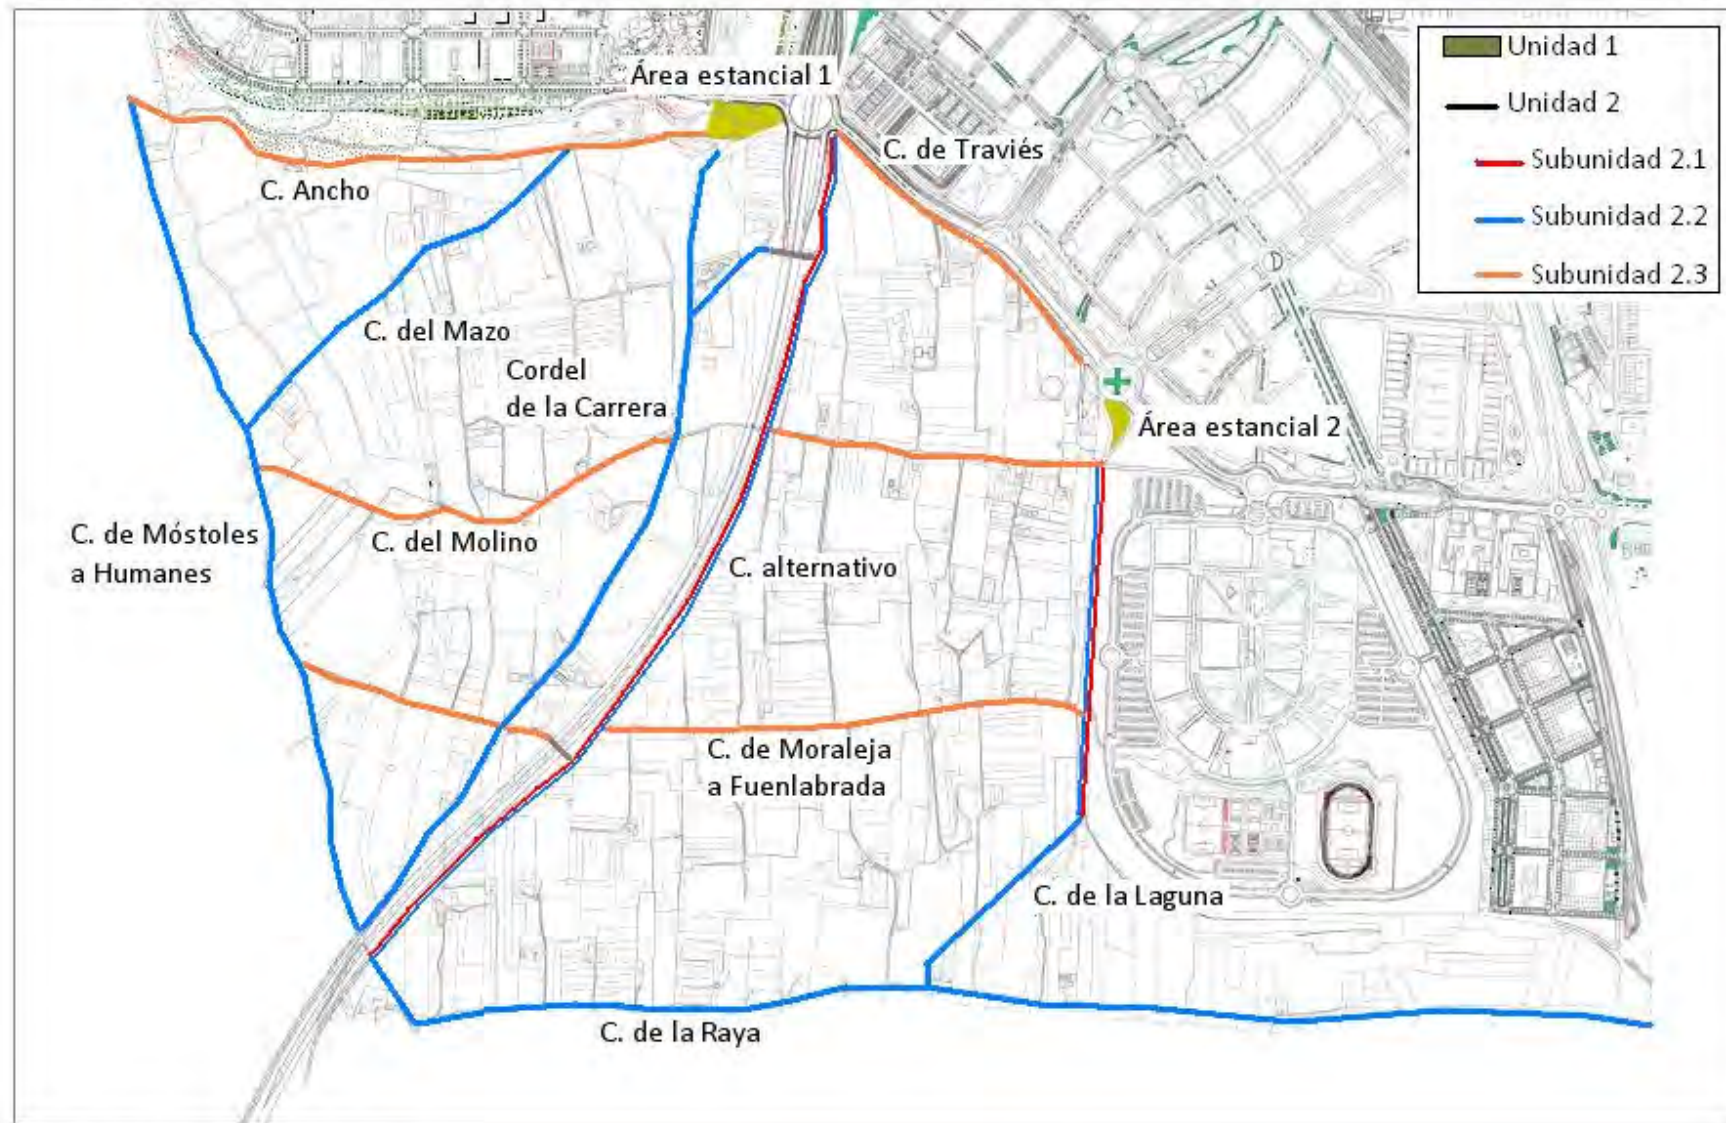 Unidad 1
Área estancial 1
Unidad 2
C. de Traviés
Subunidad 2.1
C. Ancho
Subunidad 2.2
Subunidad 2.3
C. del Mazo
Cordel
de la Carrera
Área estancial 2
C. de Móstoles
a Humanes
C. del Molino
C. alternativo
C. de Moraleja
a Fuenlabrada
C. de la Laguna
C. de la Raya